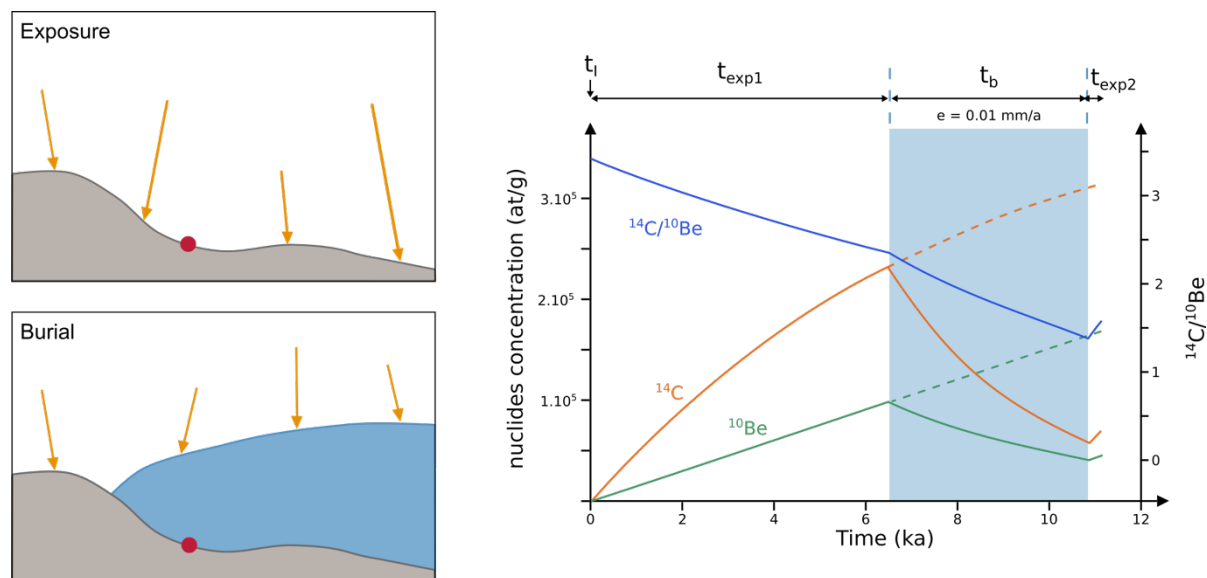 Exposure
Burial
t_I
t_exp1
t_b
t_exp2
e = 0.01 mm/a
nuclides concentration (at/g)
3.10⁵
2.10⁵
1.10⁵
¹⁴C/¹⁰Be
¹⁴C
¹⁰Be
3
2
1
0
¹⁴C/¹⁰Be
0 2 4 6 8 10 12
Time (ka)